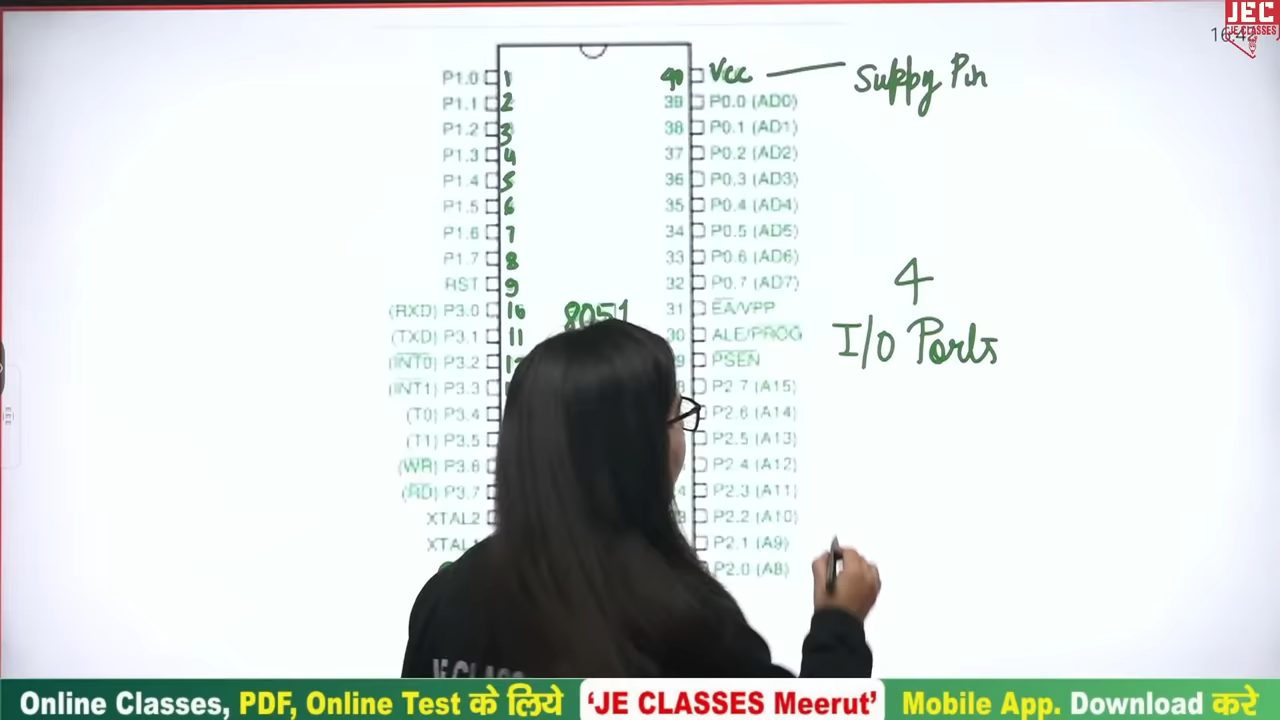 JEC
JE CLASSES
P1.0 1 40 Vcc — Suppy Pin
P1.1 2 39 P0.0 (AD0)
P1.2 3 38 P0.1 (AD1)
P1.3 4 37 P0.2 (AD2)
P1.4 5 36 P0.3 (AD3)
P1.5 6 35 P0.4 (AD4)
P1.6 7 34 P0.5 (AD5)
P1.7 8 33 P0.6 (AD6)
RST 9 32 P0.7 (AD7)
4
(RXD) P3.0 10 8051 31 EA/VPP
(TXD) P3.1 11 ALE/PROG
I/O Ports
(INT0) P3.2 PSEN
(INT1) P3.3 P2.7 (A15)
(T0) P3.4 P2.6 (A14)
(T1) P3.5 P2.5 (A13)
(WR) P3.6 P2.4 (A12)
(RD) P3.7 P2.3 (A11)
XTAL2 P2.2 (A10)
P2.1 (A9)
P2.0 (A8)
Online Classes, PDF, Online Test के लिये 'JE CLASSES Meerut' Mobile App. Download करे